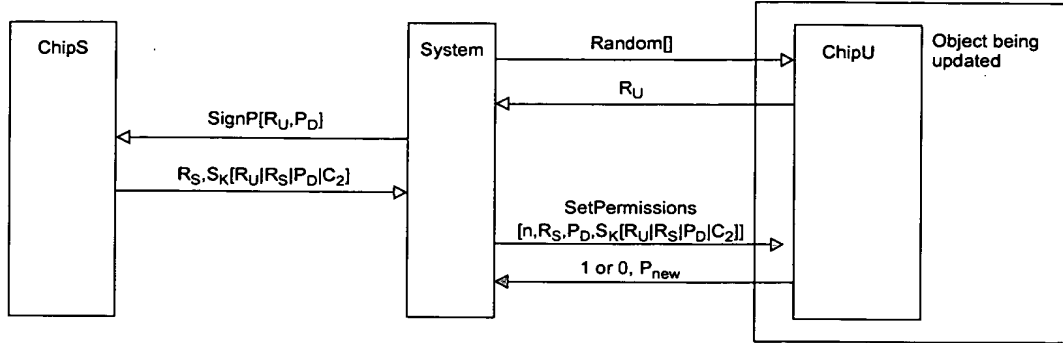 ChipS
System
Random[]
ChipU
Object being
updated
R_U
SignP[R_U,P_D]
R_S,S_K[R_U|R_S|P_D|C_2]
SetPermissions
[n,R_S,P_D,S_K[R_U|R_S|P_D|C_2]]
1 or 0, P_new